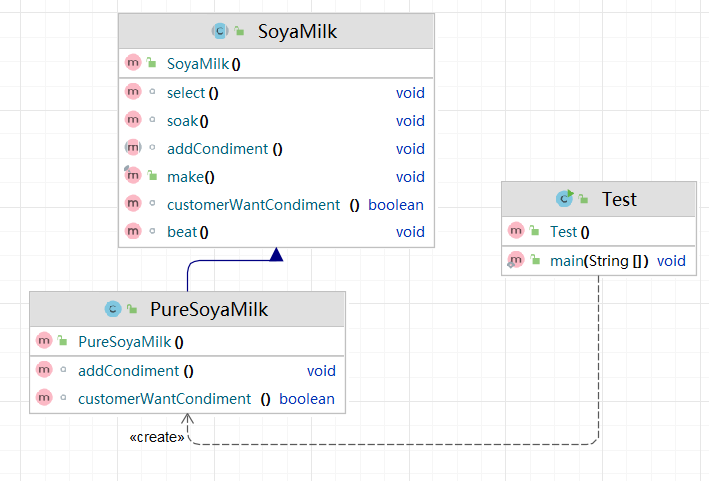 SoyaMilk
SoyaMilk()
select() void
soak() void
addCondiment() void
make() void
customerWantCondiment() boolean
beat() void
Test
Test()
main(String[]) void
PureSoyaMilk
PureSoyaMilk()
addCondiment() void
customerWantCondiment() boolean
«create»